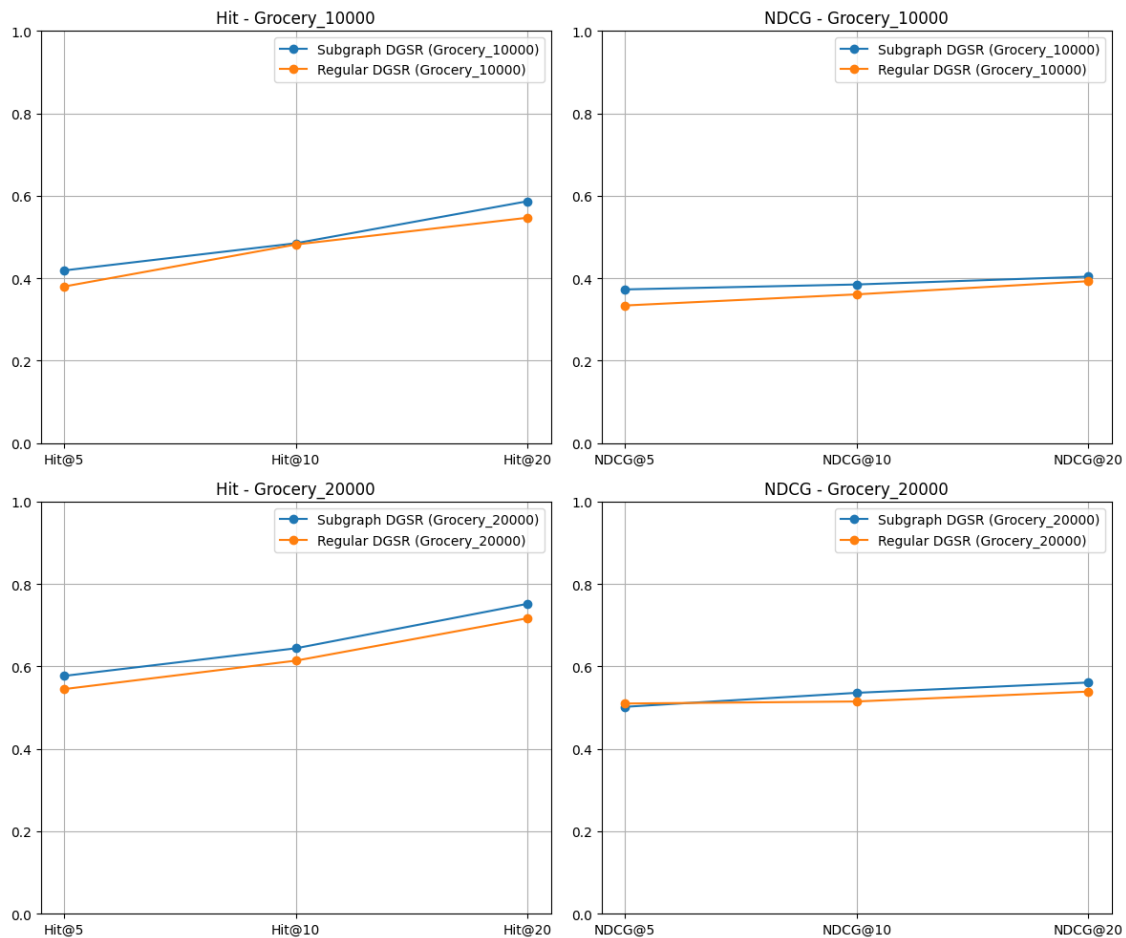 Hit - Grocery_10000
Subgraph DGSR (Grocery_10000)
Regular DGSR (Grocery_10000)
1.0
0.8
0.6
0.4
0.2
0.0
Hit@5 Hit@10 Hit@20
NDCG - Grocery_10000
Subgraph DGSR (Grocery_10000)
Regular DGSR (Grocery_10000)
1.0
0.8
0.6
0.4
0.2
0.0
NDCG@5 NDCG@10 NDCG@20
Hit - Grocery_20000
Subgraph DGSR (Grocery_20000)
Regular DGSR (Grocery_20000)
1.0
0.8
0.6
0.4
0.2
0.0
Hit@5 Hit@10 Hit@20
NDCG - Grocery_20000
Subgraph DGSR (Grocery_20000)
Regular DGSR (Grocery_20000)
1.0
0.8
0.6
0.4
0.2
0.0
NDCG@5 NDCG@10 NDCG@20